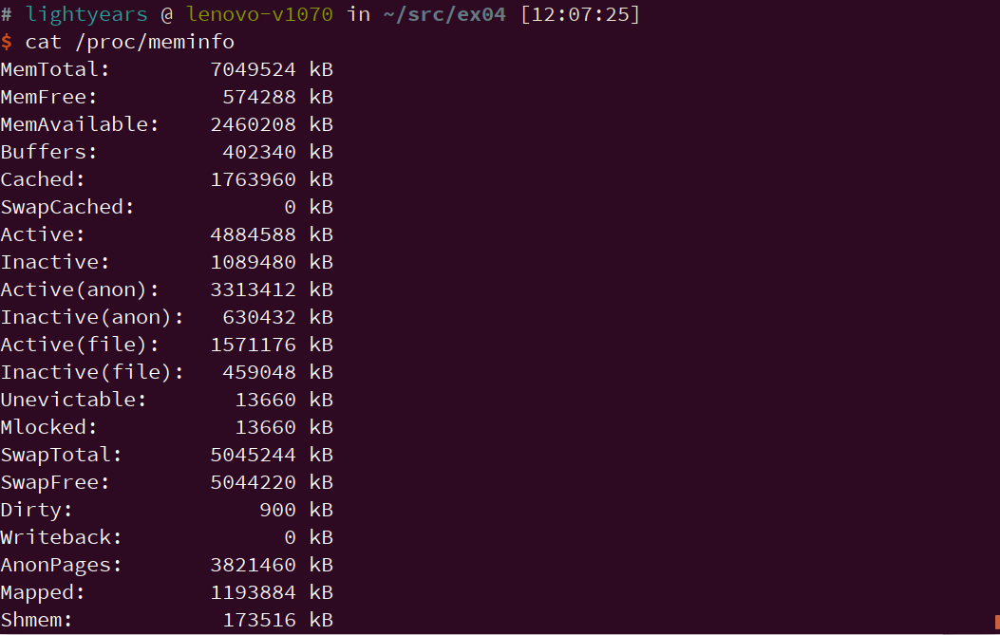 # lightyears @ lenovo-v1070 in ~/src/ex04 [12:07:25]
$ cat /proc/meminfo
MemTotal:        7049524 kB
MemFree:          574288 kB
MemAvailable:    2460208 kB
Buffers:          402340 kB
Cached:          1763960 kB
SwapCached:            0 kB
Active:          4884588 kB
Inactive:        1089480 kB
Active(anon):    3313412 kB
Inactive(anon):   630432 kB
Active(file):    1571176 kB
Inactive(file):   459048 kB
Unevictable:       13660 kB
Mlocked:           13660 kB
SwapTotal:       5045244 kB
SwapFree:        5044220 kB
Dirty:               900 kB
Writeback:             0 kB
AnonPages:       3821460 kB
Mapped:          1193884 kB
Shmem:            173516 kB